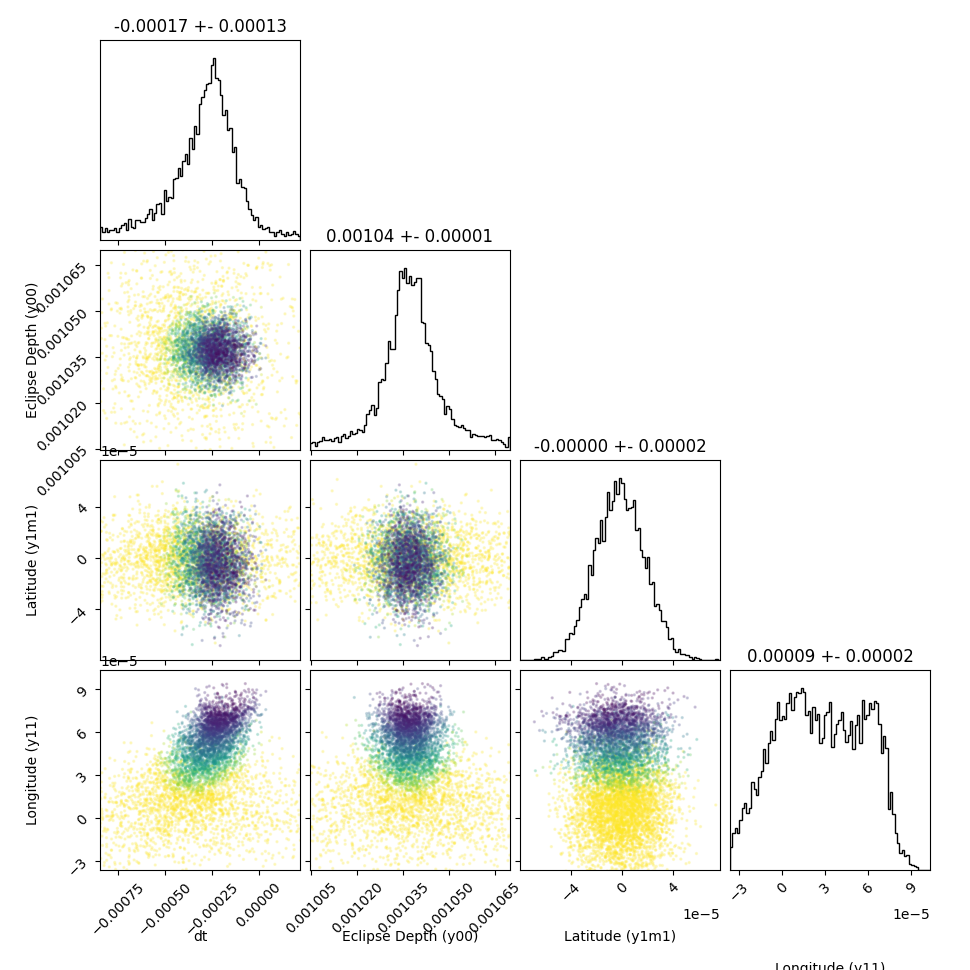 -0.00017 +- 0.00013
0.00104 +- 0.00001
Eclipse Depth (y00)
0.001065
0.001050
0.001035
0.001020
0.001005
-0.00000 +- 0.00002
1e−5
Latitude (y1m1)
4
0
−4
0.00009 +- 0.00002
1e−5
Longitude (y11)
9
6
3
0
−3
−0.00075 −0.00050 −0.00025 0.00000
0.001005 0.001020 0.001035 0.001050 0.001065
−4 0 4
−3 0 3 6 9
1e−5 1e−5
dt Eclipse Depth (y00) Latitude (y1m1)
Longitude (y11)